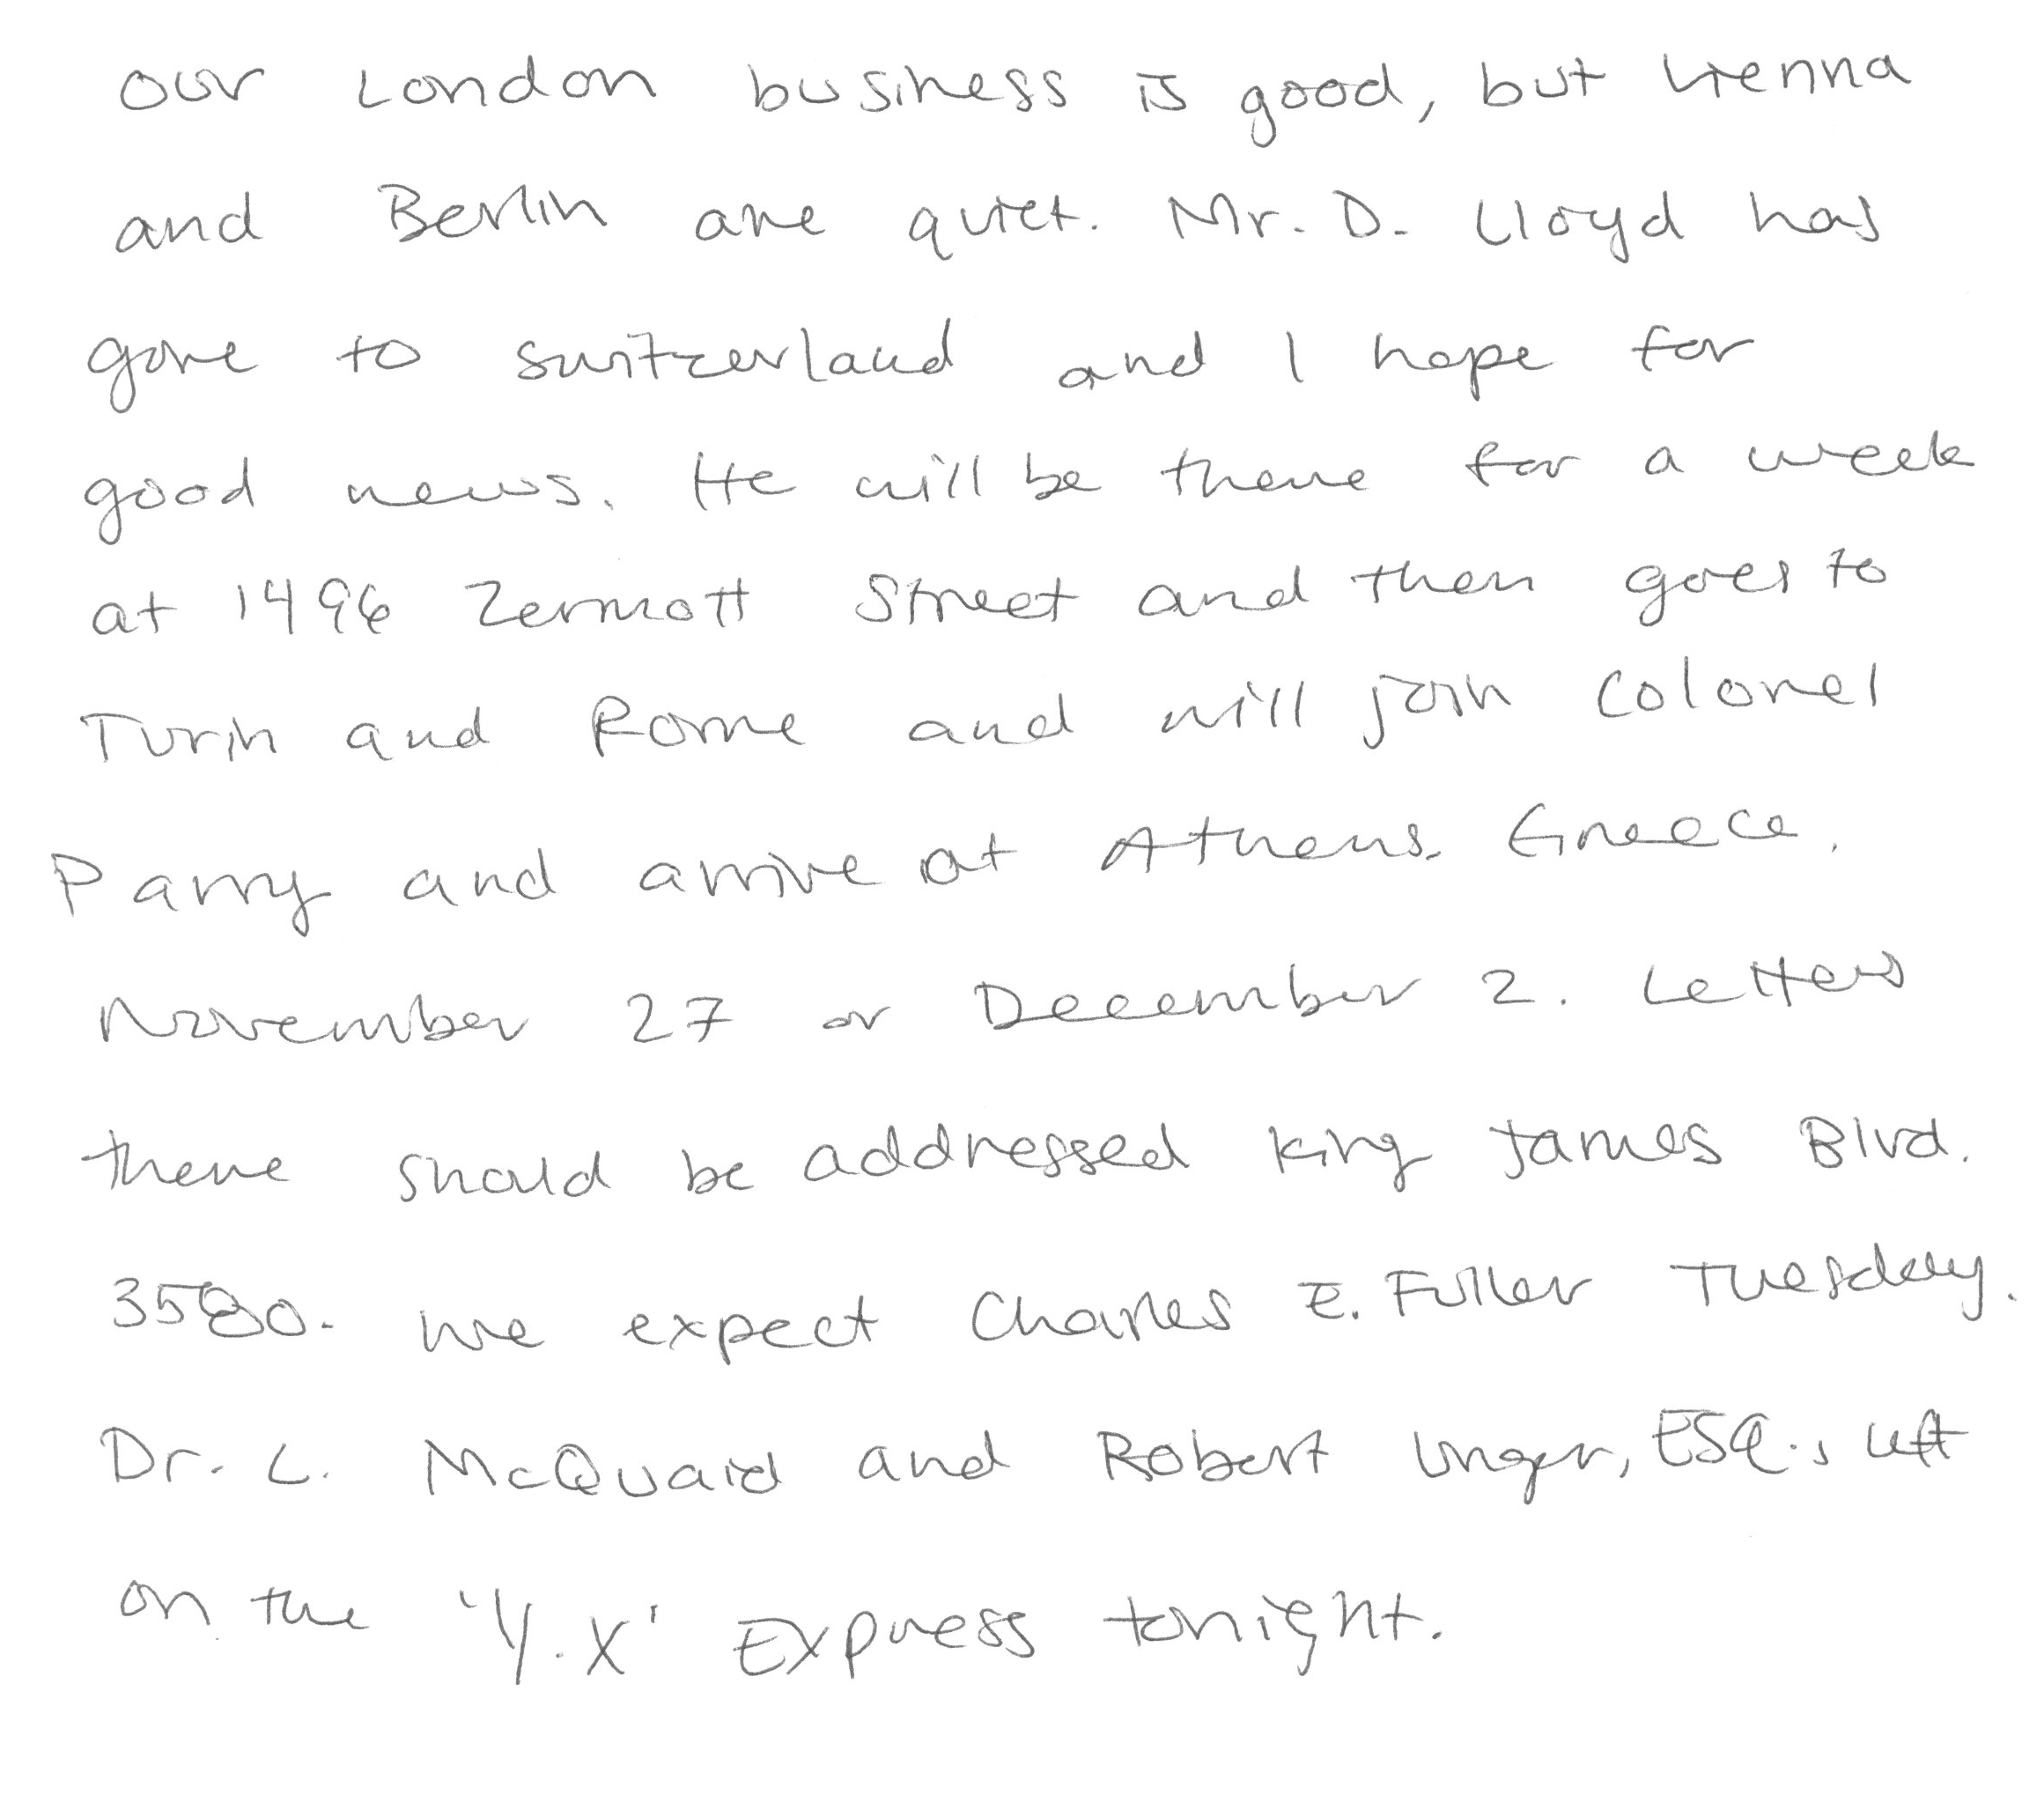 Our London business is good, but Vienna
and Berlin are quiet. Mr. D. Lloyd has
gone to Switzerland and I hope for
good news. He will be there for a week
at 1496 Zermott Street and then goes to
Turin and Rome and will join Colonel
Parry and arrive at Athens. Greece,
November 27 or December 2. Letters
there should be addressed King James Blvd.
3580. We expect Charles E. Fuller Tuesday.
Dr. L. McQuaid and Robert Unger, ESQ., left
on the 'Y.X' Express tonight.